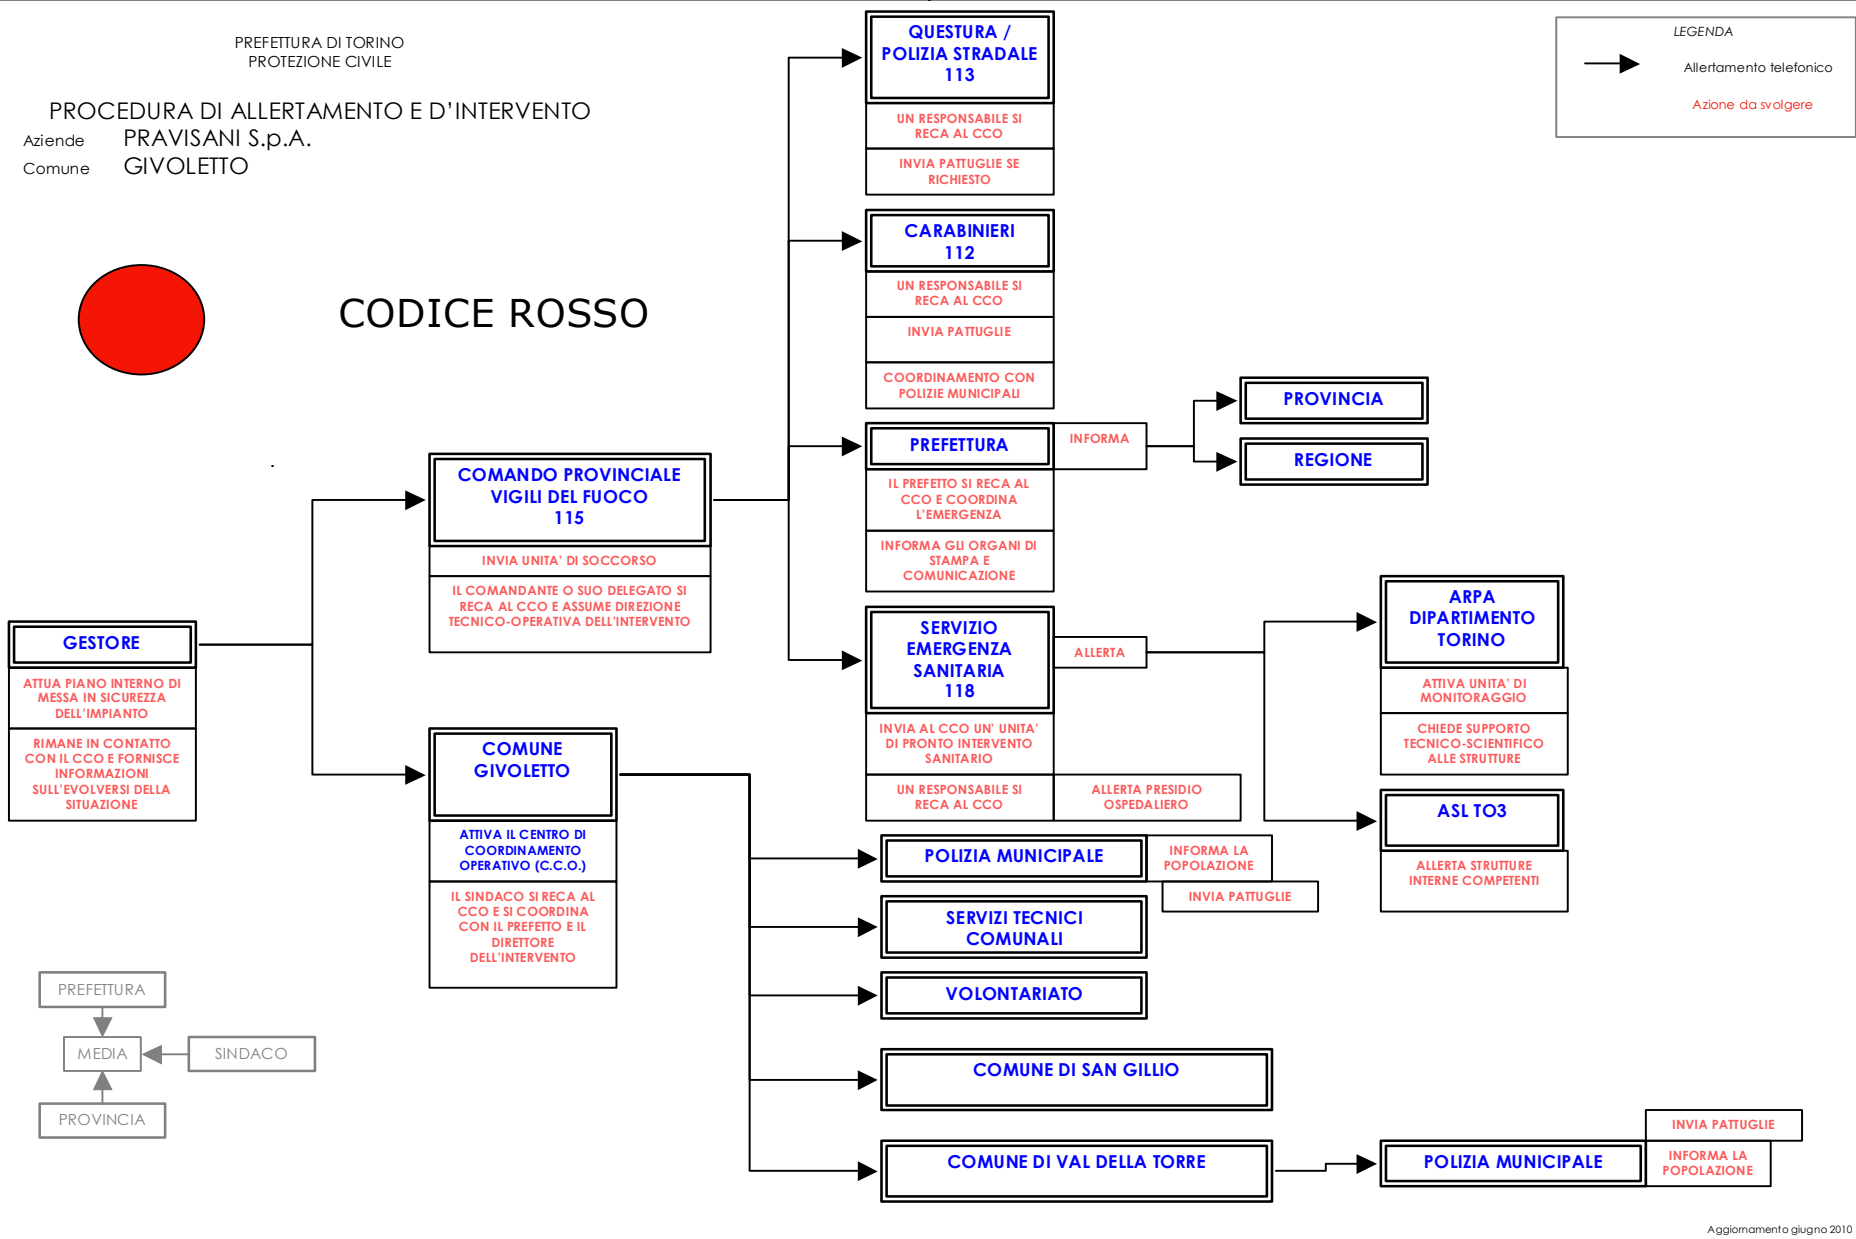 PREFETTURA DI TORINO
PROTEZIONE CIVILE
PROCEDURA DI ALLERTAMENTO E D'INTERVENTO
Aziende PRAVISANI S.p.A.
Comune GIVOLETTO
CODICE ROSSO
LEGENDA
Allertamento telefonico
Azione da svolgere
GESTORE
ATTUA PIANO INTERNO DI
MESSA IN SICUREZZA
DELL'IMPIANTO
RIMANE IN CONTATTO
CON IL CCO E FORNISCE
INFORMAZIONI
SULL'EVOLVERSI DELLA
SITUAZIONE
COMANDO PROVINCIALE
VIGILI DEL FUOCO
115
INVIA UNITA' DI SOCCORSO
IL COMANDANTE O SUO DELEGATO SI
RECA AL CCO E ASSUME DIREZIONE
TECNICO-OPERATIVA DELL'INTERVENTO
COMUNE
GIVOLETTO
ATTIVA IL CENTRO DI
COORDINAMENTO
OPERATIVO (C.C.O.)
IL SINDACO SI RECA AL
CCO E SI COORDINA
CON IL PREFETTO E IL
DIRETTORE
DELL'INTERVENTO
QUESTURA /
POLIZIA STRADALE
113
UN RESPONSABILE SI
RECA AL CCO
INVIA PATTUGLIE SE
RICHIESTO
CARABINIERI
112
UN RESPONSABILE SI
RECA AL CCO
INVIA PATTUGLIE
COORDINAMENTO CON
POLIZIE MUNICIPALI
PREFETTURA
INFORMA
IL PREFETTO SI RECA AL
CCO E COORDINA
L'EMERGENZA
INFORMA GLI ORGANI DI
STAMPA E
COMUNICAZIONE
PROVINCIA
REGIONE
SERVIZIO
EMERGENZA
SANITARIA
118
ALLERTA
INVIA AL CCO UN' UNITA'
DI PRONTO INTERVENTO
SANITARIO
UN RESPONSABILE SI
RECA AL CCO
ALLERTA PRESIDIO
OSPEDALIERO
ARPA
DIPARTIMENTO
TORINO
ATTIVA UNITA' DI
MONITORAGGIO
CHIEDE SUPPORTO
TECNICO-SCIENTIFICO
ALLE STRUTTURE
ASL TO3
ALLERTA STRUTTURE
INTERNE COMPETENTI
POLIZIA MUNICIPALE
INFORMA LA
POPOLAZIONE
INVIA PATTUGLIE
SERVIZI TECNICI
COMUNALI
VOLONTARIATO
COMUNE DI SAN GILLIO
COMUNE DI VAL DELLA TORRE
POLIZIA MUNICIPALE
INVIA PATTUGLIE
INFORMA LA
POPOLAZIONE
PREFETTURA
MEDIA
SINDACO
PROVINCIA
Aggiornamento giugno 2010